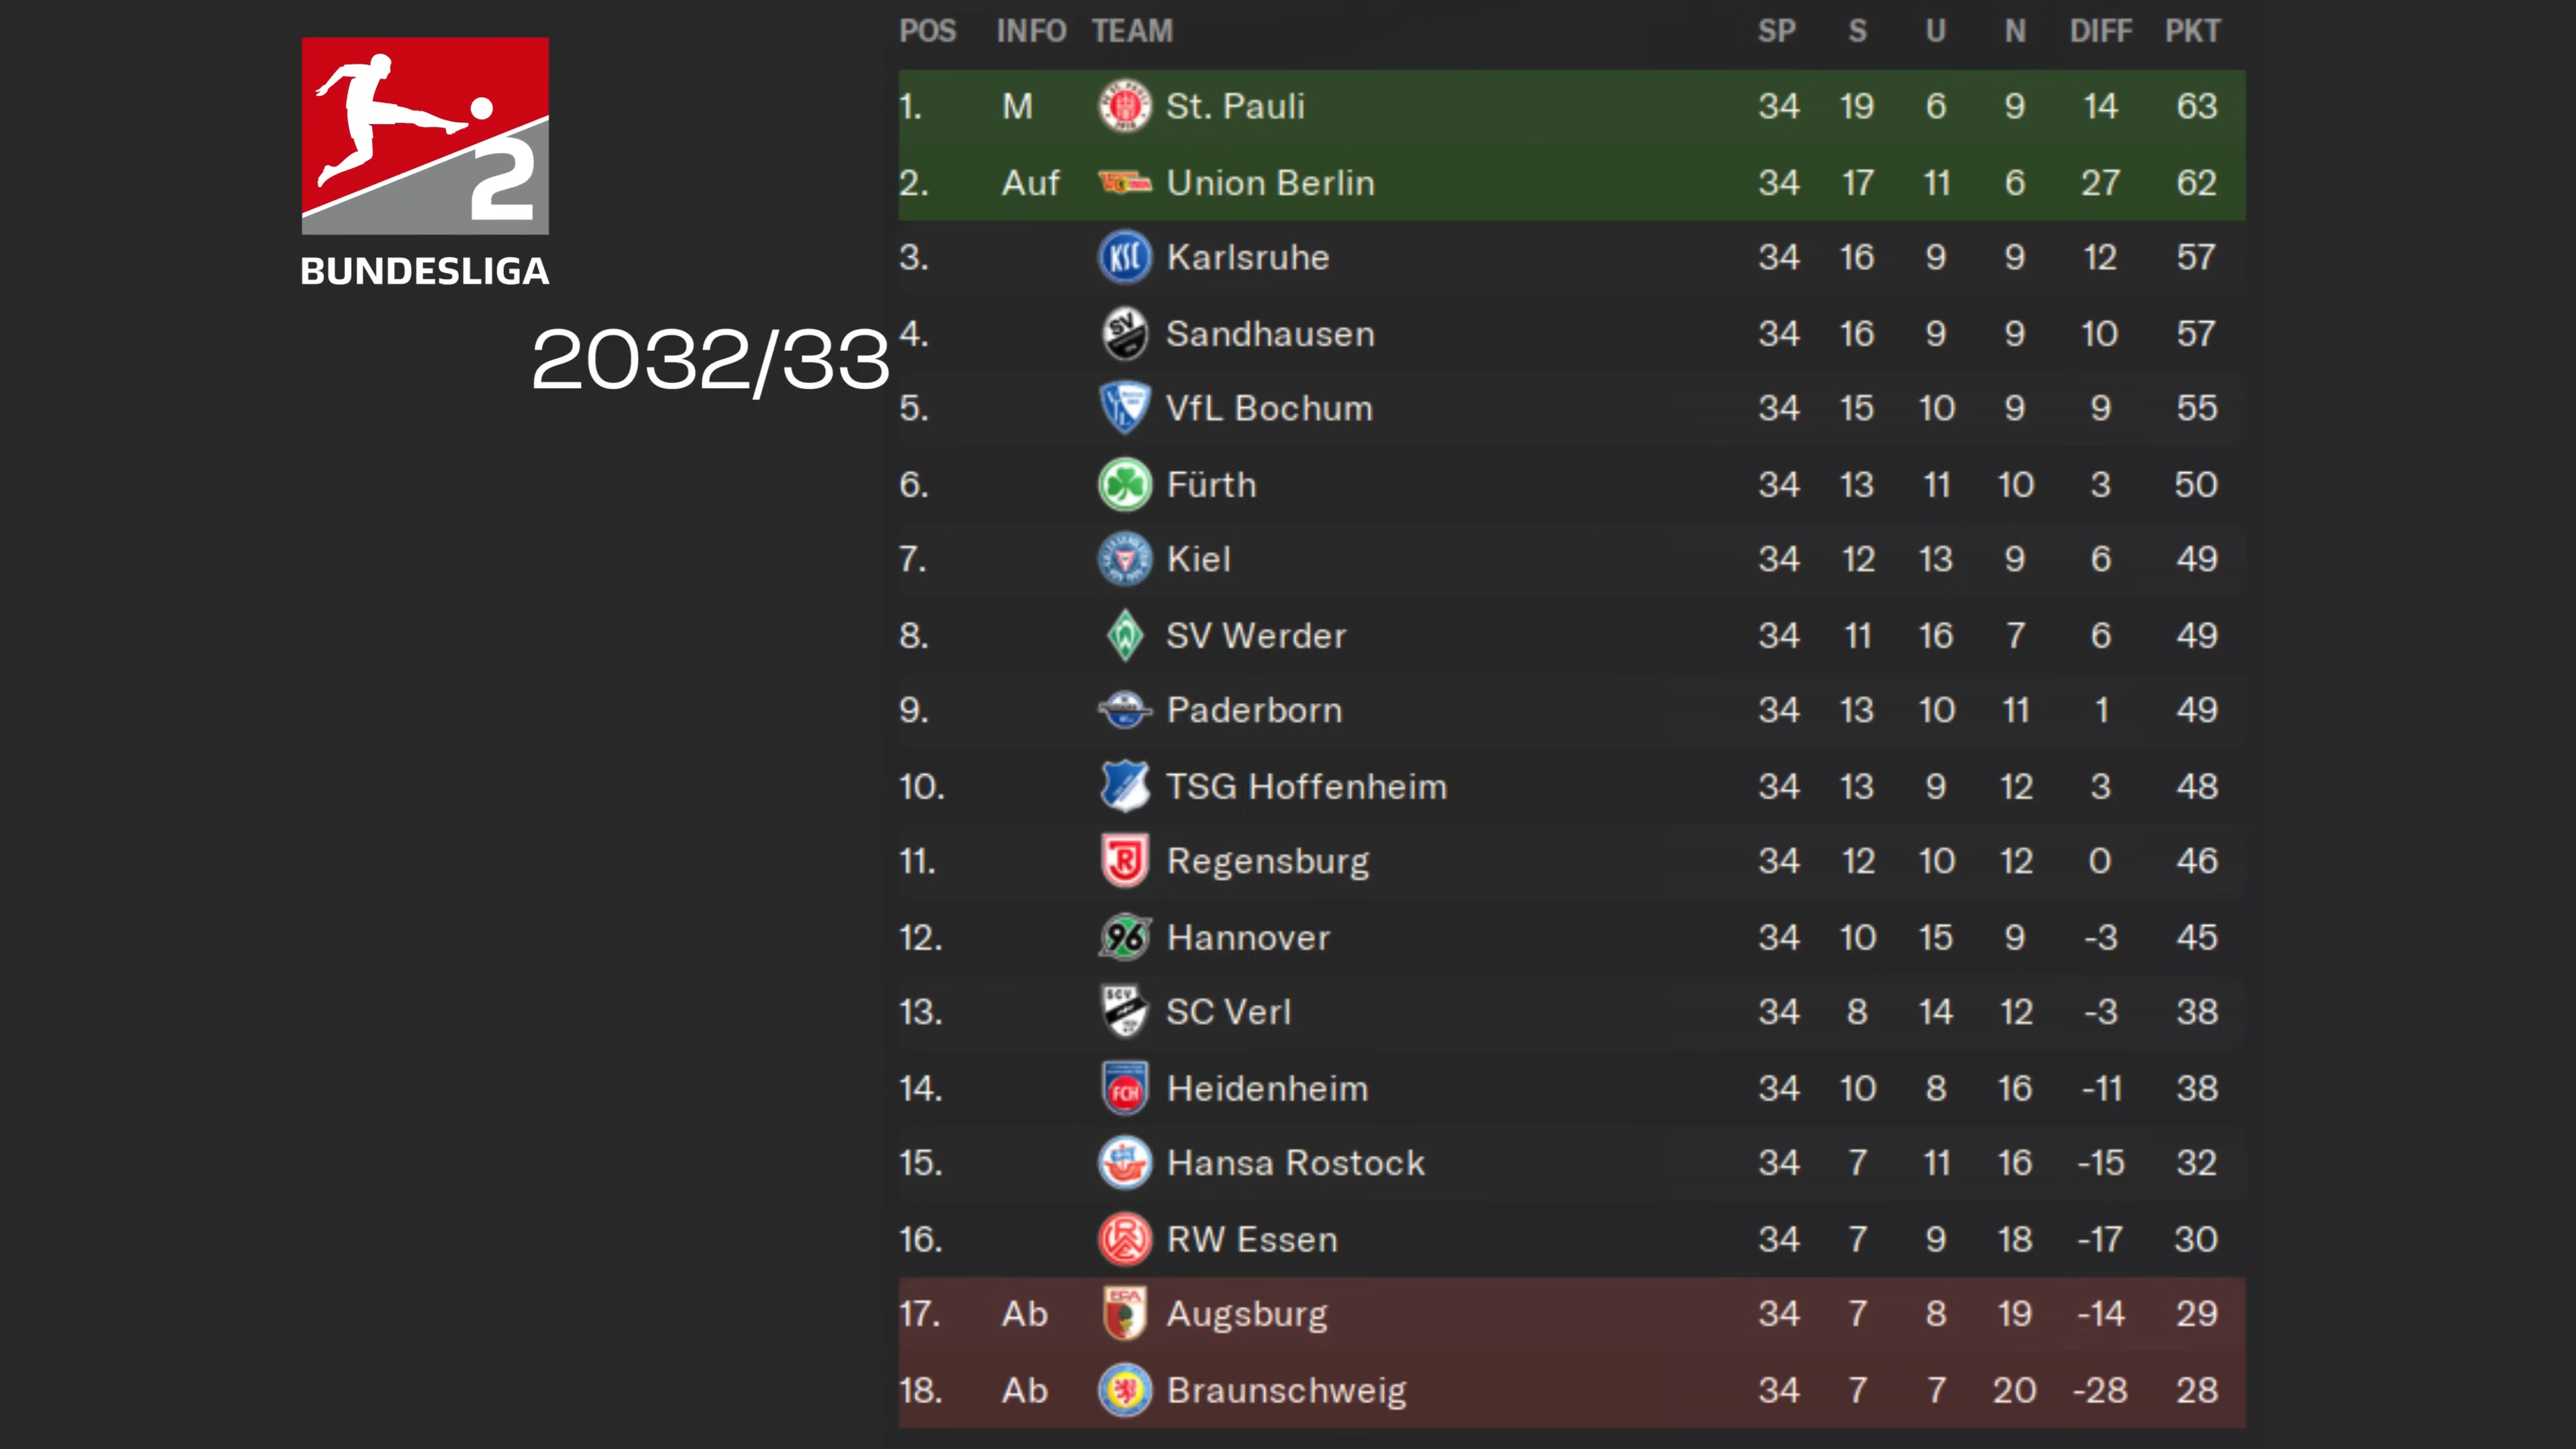 2
BUNDESLIGA
2032/33
POS INFO TEAM SP S U N DIFF PKT
1. M St. Pauli 34 19 6 9 14 63
2. Auf Union Berlin 34 17 11 6 27 62
3. KSC Karlsruhe 34 16 9 9 12 57
4. SV Sandhausen 34 16 9 9 10 57
5. VfL Bochum 34 15 10 9 9 55
6. Fürth 34 13 11 10 3 50
7. Kiel 34 12 13 9 6 49
8. W SV Werder 34 11 16 7 6 49
9. Paderborn 34 13 10 11 1 49
10. TSG Hoffenheim 34 13 9 12 3 48
11. R Regensburg 34 12 10 12 0 46
12. 96 Hannover 34 10 15 9 -3 45
13. SCV SC Verl 34 8 14 12 -3 38
14. FCH Heidenheim 34 10 8 16 -11 38
15. Hansa Rostock 34 7 11 16 -15 32
16. RWE RW Essen 34 7 9 18 -17 30
17. Ab FCA Augsburg 34 7 8 19 -14 29
18. Ab Braunschweig 34 7 7 20 -28 28